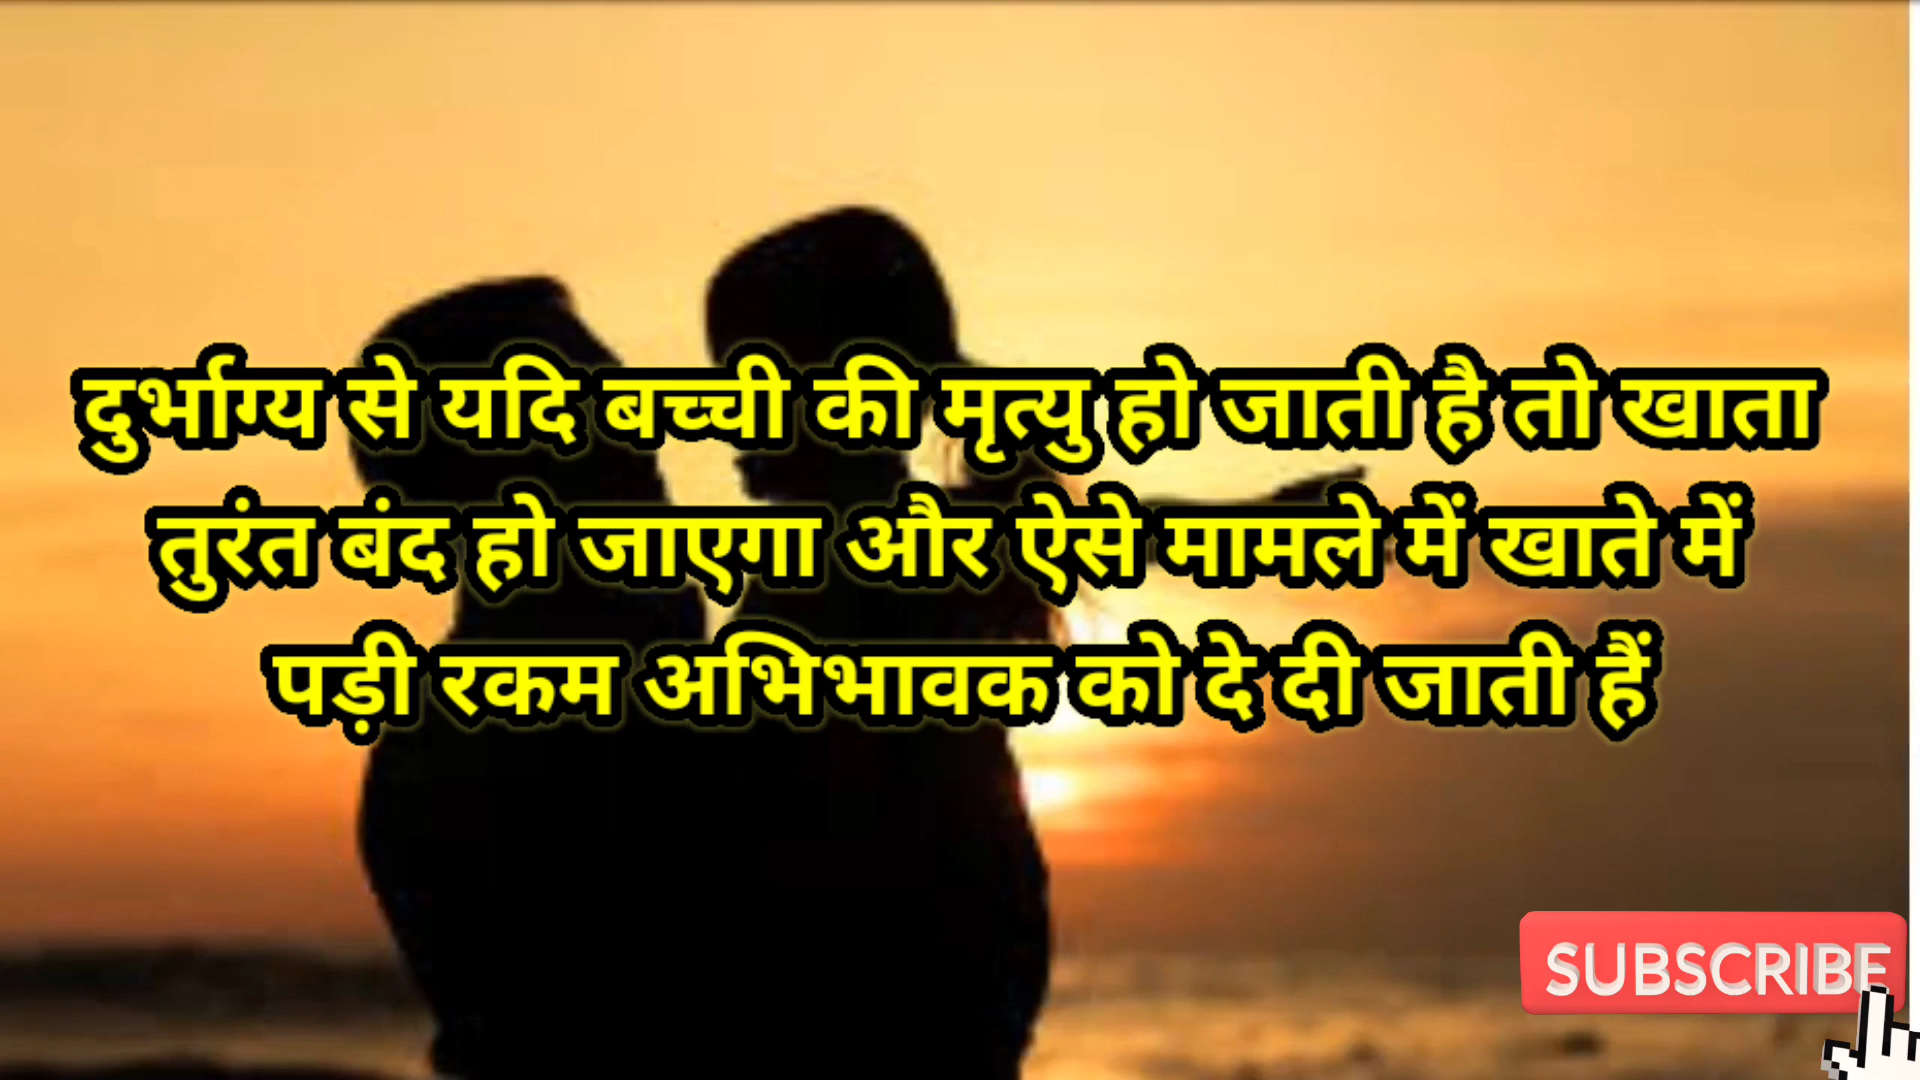 दुर्भाग्य से यदि बच्ची की मृत्यु हो जाती है तो खाता
तुरंत बंद हो जाएगा और ऐसे मामले में खाते में
पड़ी रकम अभिभावक को दे दी जाती हैं
SUBSCRIBE